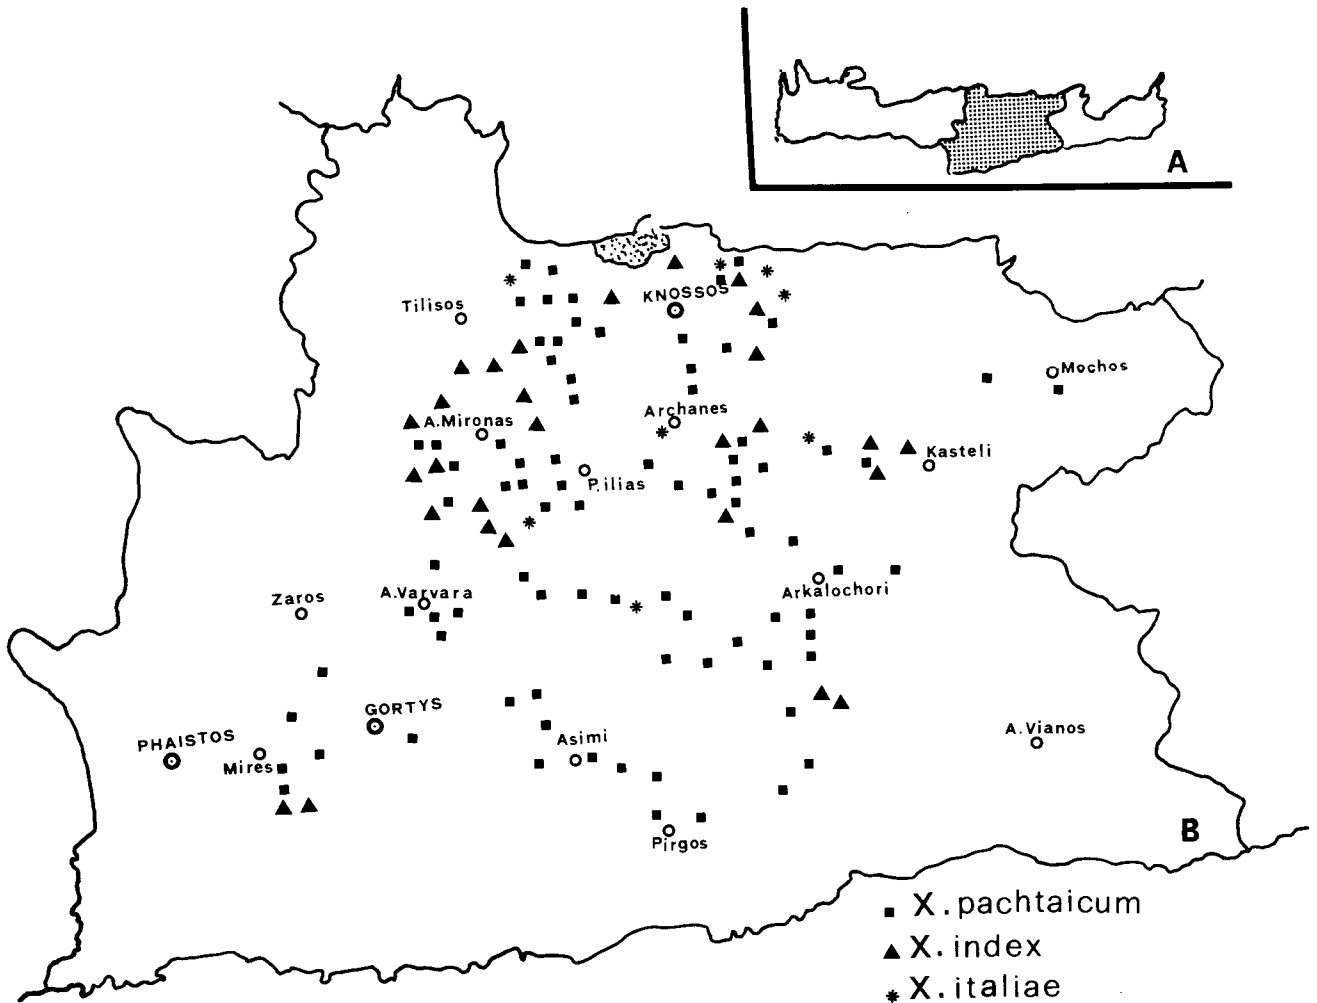 A
Tilisos
KNOSSOS
Mochos
Archanes
A.Mironas
Kasteli
P.ilias
Zaros
A.Varvara
Arkalochori
GORTYS
PHAISTOS
Mires
Asimi
A.Vianos
Pirgos
B
X.pachtaicum
X.index
X.italiae